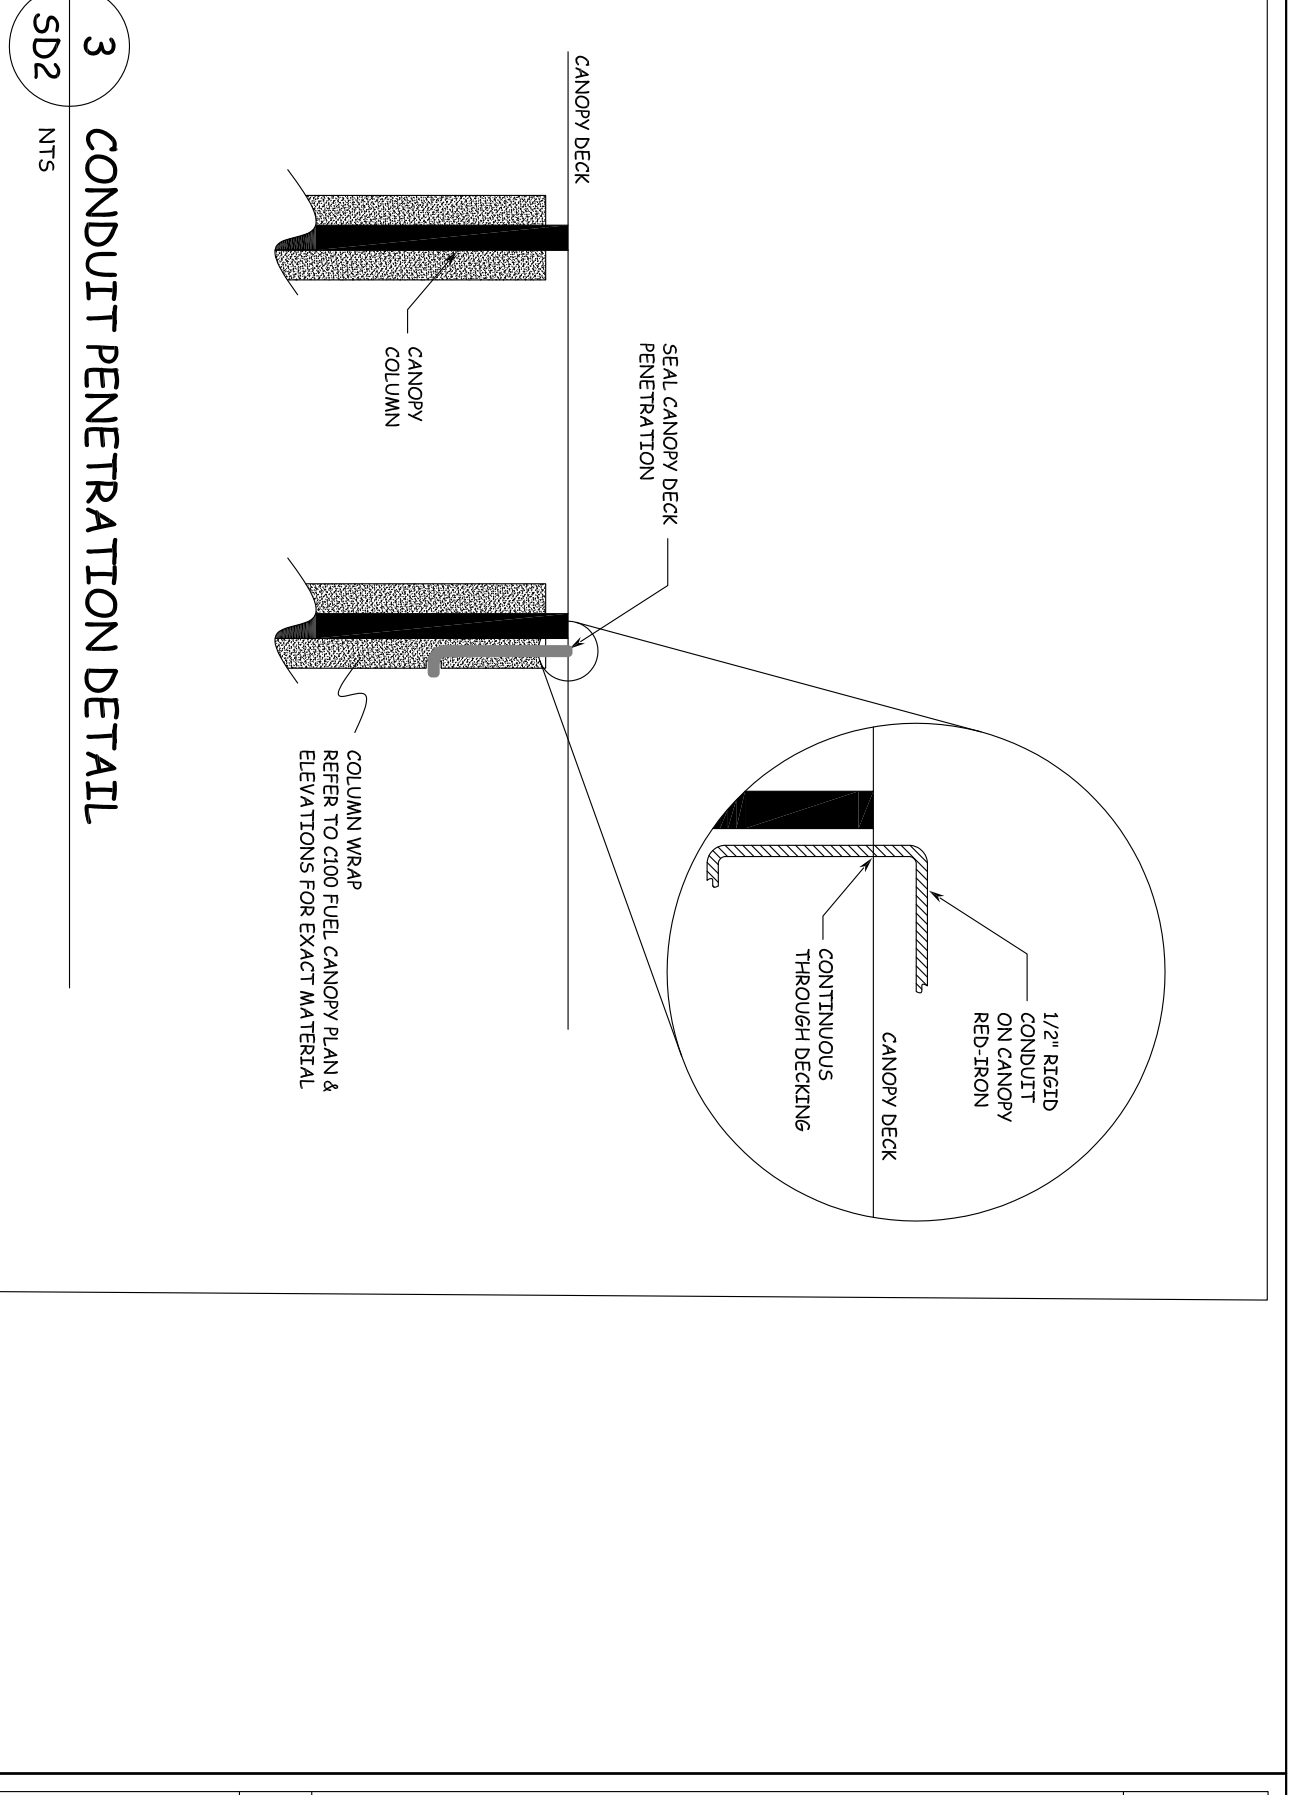 1/2" RIGID
CONDUIT
ON CANOPY
RED-IRON
CANOPY DECK
CONTINUOUS
THROUGH DECKING
SEAL CANOPY DECK
PENETRATION
CANOPY DECK
CANOPY
COLUMN
COLUMN WRAP
REFER TO C100 FUEL CANOPY PLAN &
ELEVATIONS FOR EXACT MATERIAL
3
CONDUIT PENETRATION DETAIL
SD2
NTS